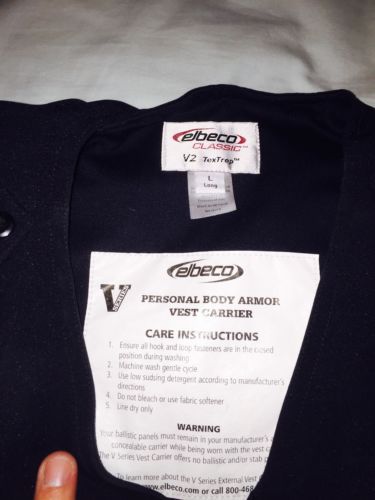 elbeco
CLASSIC™
V2 TexTrop™
L
Long
elbeco
V SERIES
PERSONAL BODY ARMOR
VEST CARRIER
CARE INSTRUCTIONS
1. Ensure all hook and loop fasteners are in the closed
position during washing
2. Machine wash gentle cycle
3. Use low sudsing detergent according to manufacturer's
directions
4. Do not bleach or use fabric softener
5. Line dry only
WARNING
Your ballistic panels must remain in your manufacturer's
concealable carrier while being worn with the vest
The V Series Vest Carrier offers no ballistic and/or stab
To learn more about the V Series External Vest
www.elbeco.com or call 800-468